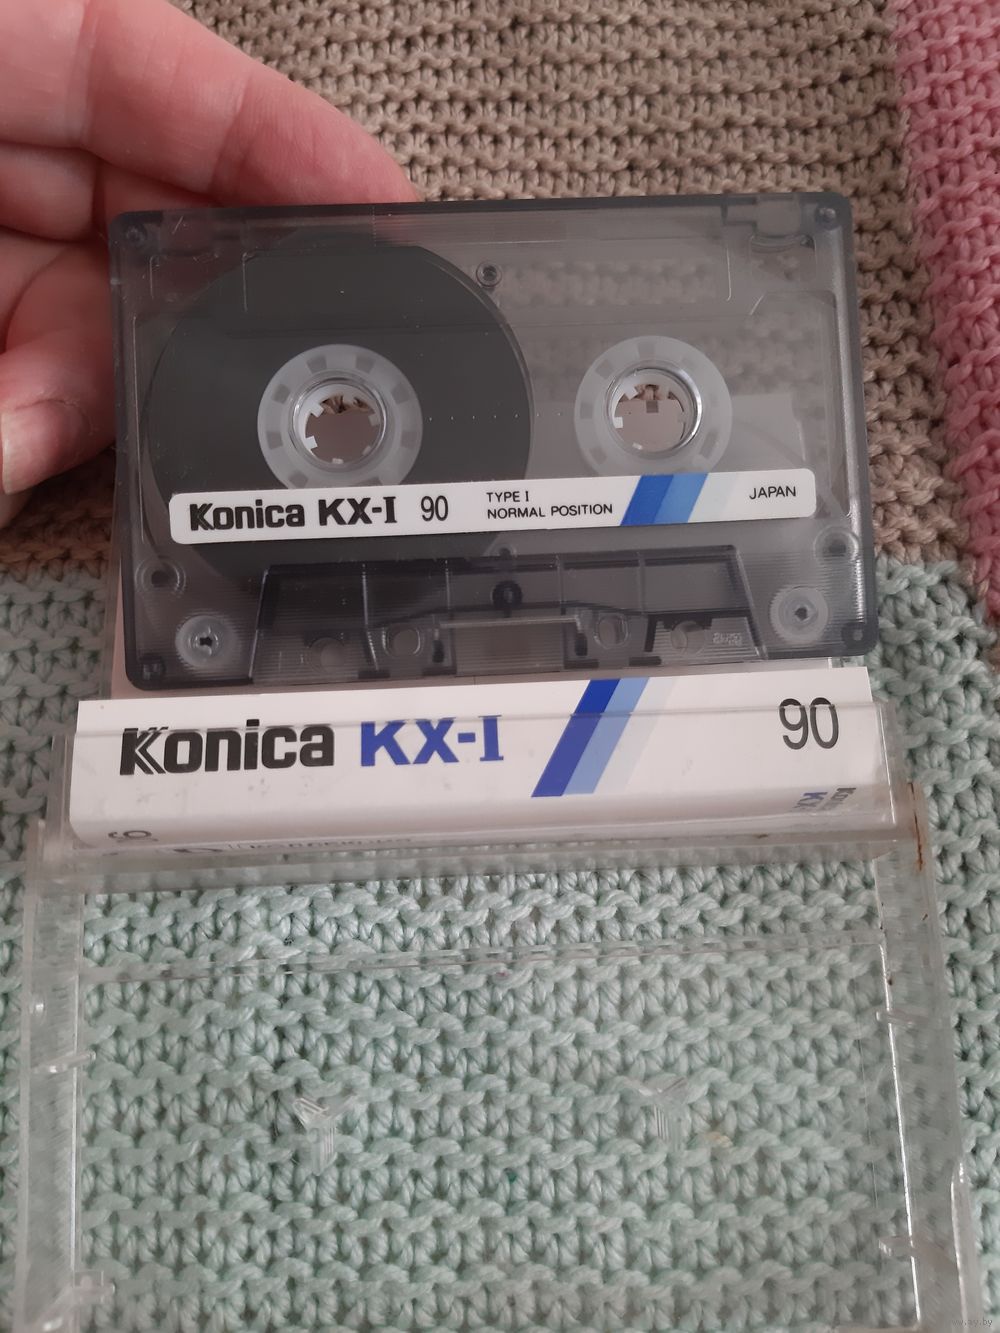 Konica KX-I 90
TYPE I
NORMAL POSITION
JAPAN
Konica KX-I
90